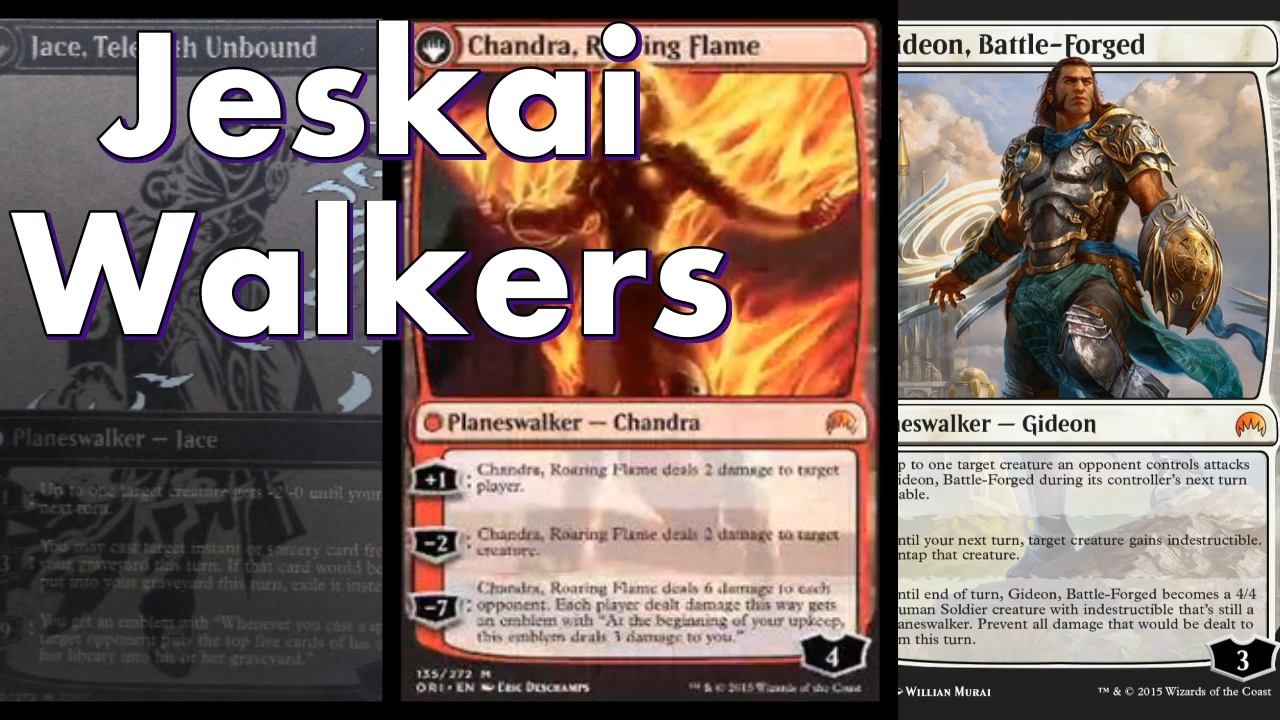 Jeskai
Walkers
Jace, Tele th Unbound
Planeswalker — Jace
Up to one target creature gets -2/-0 until your
next turn.
You may cast target instant or sorcery card fr
your graveyard this turn. If that card would be
put into your graveyard this turn, exile it inste
You get an emblem with "Whenever you cast a sp
target opponent puts the top five cards of his o
her library into his or her graveyard."
Chandra, R ring Flame
Planeswalker — Chandra
+1 : Chandra, Roaring Flame deals 2 damage to target
player.
−2 : Chandra, Roaring Flame deals 2 damage to target
creature.
−7 : Chandra, Roaring Flame deals 6 damage to each
opponent. Each player dealt damage this way gets
an emblem with "At the beginning of your upkeep,
this emblem deals 3 damage to you."
4
135/272 M
ORI • EN Eric Deschamps
™ & © 2015 Wizards of the Coast
ideon, Battle-Forged
neswalker — Gideon
p to one target creature an opponent controls attacks
ideon, Battle-Forged during its controller's next turn
able.
ntil your next turn, target creature gains indestructible.
ntap that creature.
ntil end of turn, Gideon, Battle-Forged becomes a 4/4
uman Soldier creature with indestructible that's still a
aneswalker. Prevent all damage that would be dealt to
m this turn.
3
Willian Murai
™ & © 2015 Wizards of the Coast